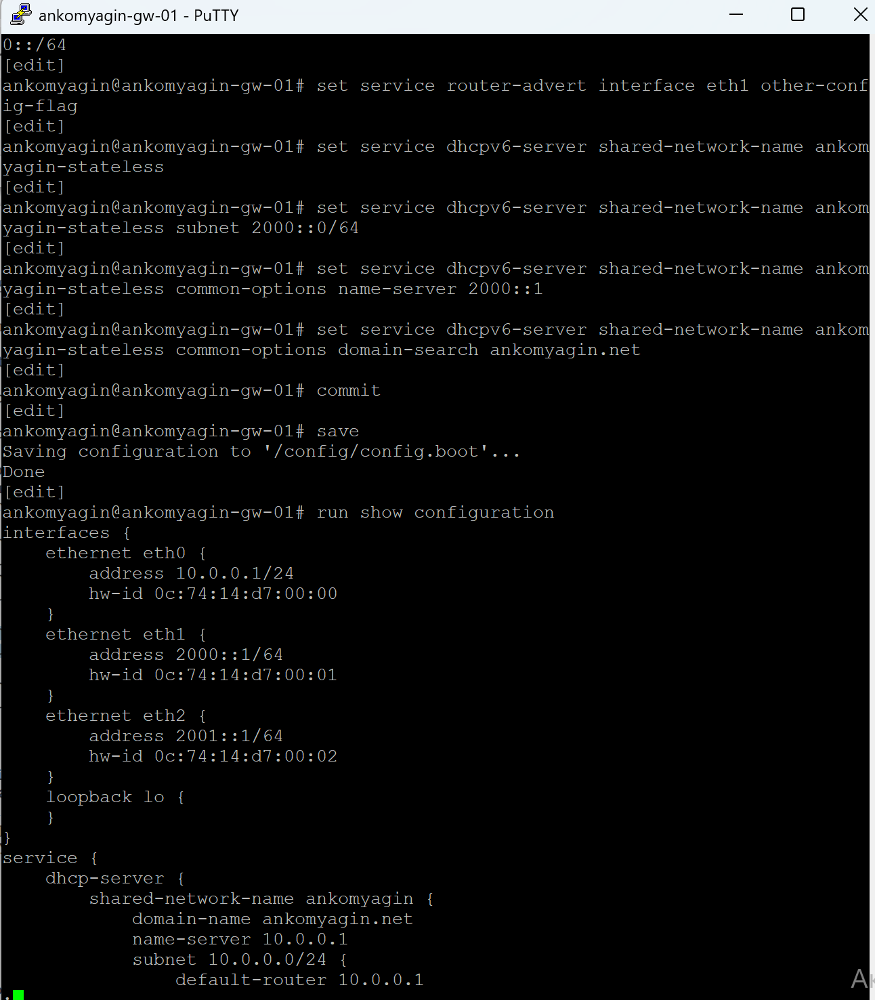 ankomyagin-gw-01 - PuTTY
0::/64
[edit]
ankomyagin@ankomyagin-gw-01# set service router-advert interface eth1 other-conf
ig-flag
[edit]
ankomyagin@ankomyagin-gw-01# set service dhcpv6-server shared-network-name ankom
yagin-stateless
[edit]
ankomyagin@ankomyagin-gw-01# set service dhcpv6-server shared-network-name ankom
yagin-stateless subnet 2000::0/64
[edit]
ankomyagin@ankomyagin-gw-01# set service dhcpv6-server shared-network-name ankom
yagin-stateless common-options name-server 2000::1
[edit]
ankomyagin@ankomyagin-gw-01# set service dhcpv6-server shared-network-name ankom
yagin-stateless common-options domain-search ankomyagin.net
[edit]
ankomyagin@ankomyagin-gw-01# commit
[edit]
ankomyagin@ankomyagin-gw-01# save
Saving configuration to '/config/config.boot'...
Done
[edit]
ankomyagin@ankomyagin-gw-01# run show configuration
interfaces {
    ethernet eth0 {
        address 10.0.0.1/24
        hw-id 0c:74:14:d7:00:00
    }
    ethernet eth1 {
        address 2000::1/64
        hw-id 0c:74:14:d7:00:01
    }
    ethernet eth2 {
        address 2001::1/64
        hw-id 0c:74:14:d7:00:02
    }
    loopback lo {
    }
}
service {
    dhcp-server {
        shared-network-name ankomyagin {
            domain-name ankomyagin.net
            name-server 10.0.0.1
            subnet 10.0.0.0/24 {
                default-router 10.0.0.1